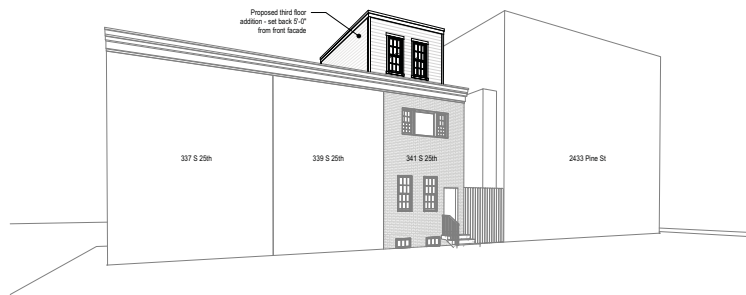 Proposed third floor
addition - set back 5'-0"
from front facade
337 S 25th
339 S 25th
341 S 25th
2433 Pine St